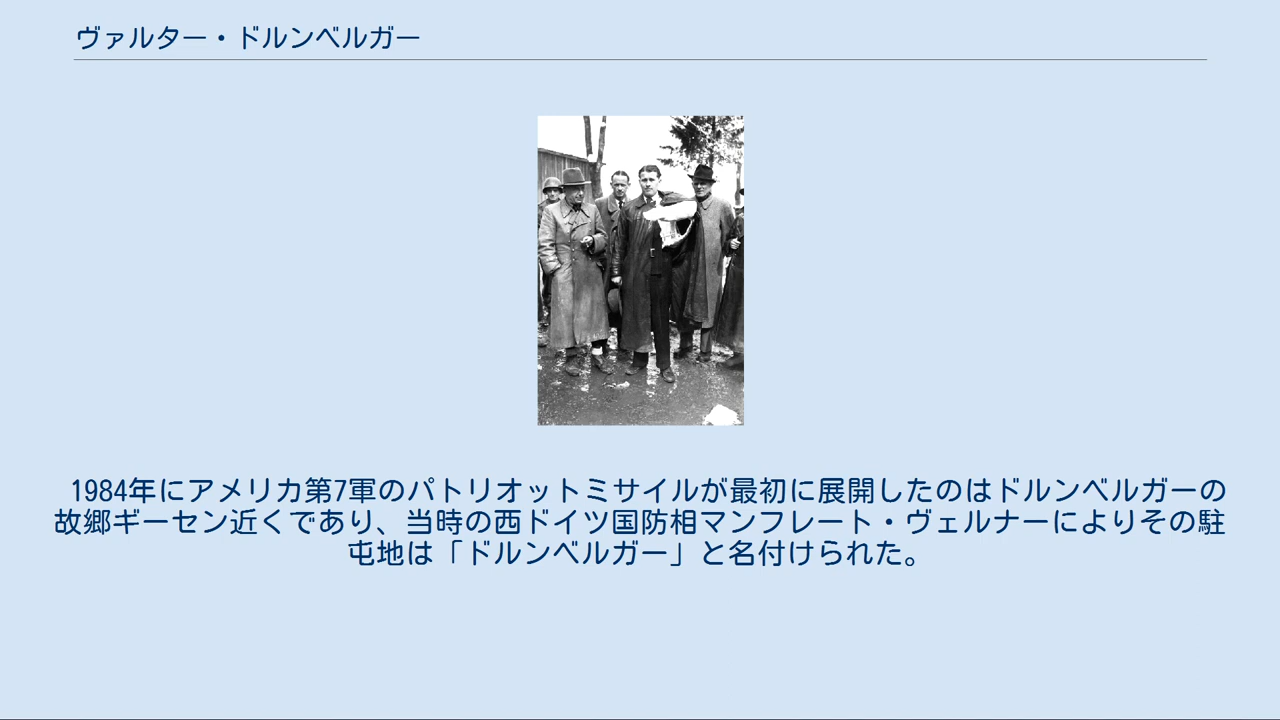 ヴァルター・ドルンベルガー
1984年にアメリカ第7軍のパトリオットミサイルが最初に展開したのはドルンベルガーの
故郷ギーセン近くであり、当時の西ドイツ国防相マンフレート・ヴェルナーによりその駐
屯地は「ドルンベルガー」と名付けられた。